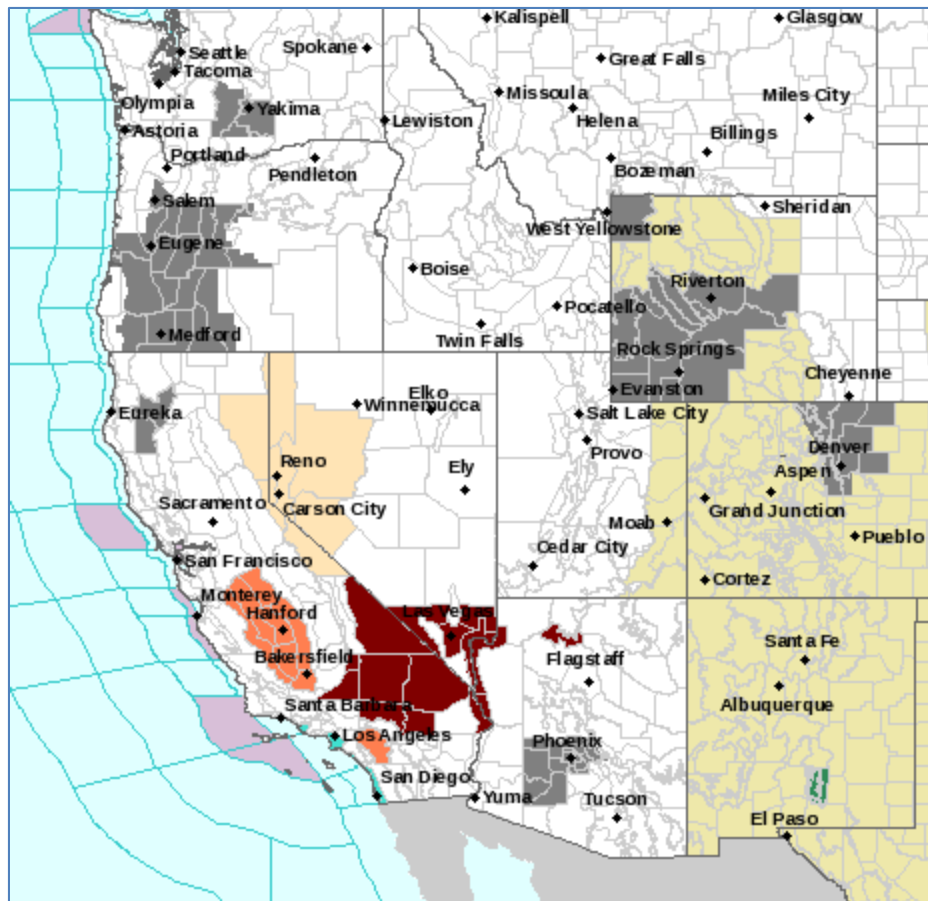 Kalispell
Glasgow
Seattle
Spokane
Great Falls
Tacoma
Missoula
Miles City
Olympia
Yakima
Helena
Lewiston
Astoria
Billings
Portland
Pendleton
Bozeman
Salem
Sheridan
West Yellowstone
Eugene
Boise
Riverton
Pocatello
Medford
Twin Falls
Rock Springs
Cheyenne
Evanston
Elko
Winnemucca
Eureka
Salt Lake City
Denver
Provo
Reno
Ely
Aspen
Sacramento
Carson City
Grand Junction
Moab
Pueblo
Cedar City
San Francisco
Cortez
Monterey
Hanford
Las Vegas
Santa Fe
Bakersfield
Flagstaff
Santa Barbara
Albuquerque
Los Angeles
Phoenix
San Diego
Yuma
Tucson
El Paso